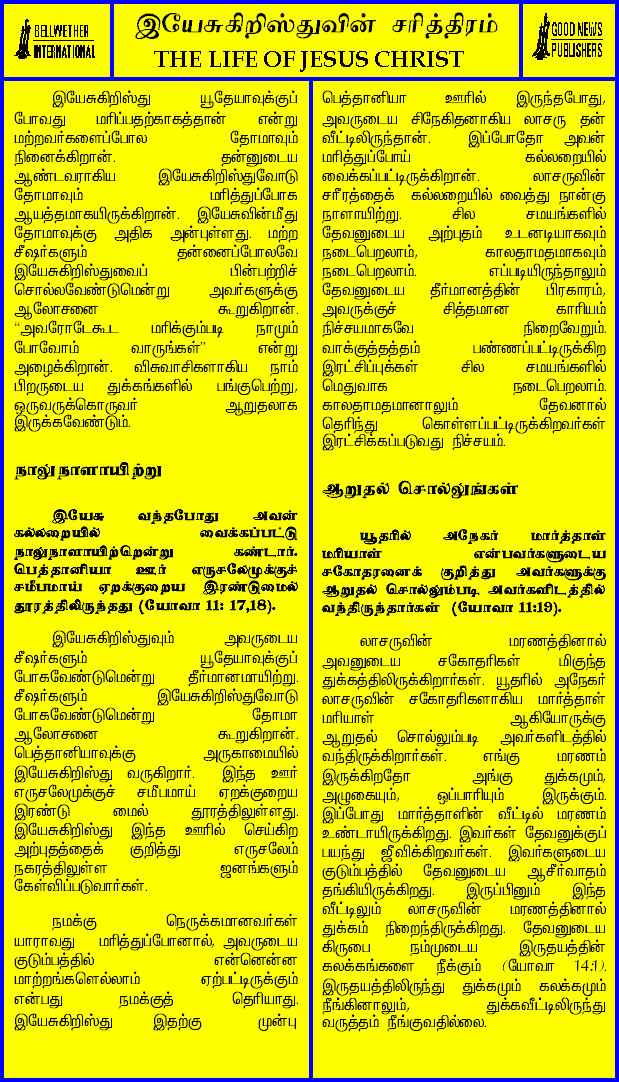 BELLWETHER
INTERNATIONAL
இயேசுகிறிஸ்துவின் சரித்திரம்
THE LIFE OF JESUS CHRIST
GOOD NEWS
PUBLISHERS
இயேசுகிறிஸ்து யூதேயாவுக்குப்
போவது மரிப்பதற்காகத்தான் என்று
மற்றவர்களைப்போல தோமாவும்
நினைக்கிறான். தன்னுடைய
ஆண்டவராகிய இயேசுகிறிஸ்துவோடு
தோமாவும் மரித்துப்போக
ஆயத்தமாகயிருக்கிறான். இயேசுவின்மீது
தோமாவுக்கு அதிக அன்புள்ளது. மற்ற
சீஷர்களும் தன்னைப்போலவே
இயேசுகிறிஸ்துவைப் பின்பற்றிச்
சொல்லவேண்டுமென்று அவர்களுக்கு
ஆலோசனை கூறுகிறான்.
“அவரோடேகூட மரிக்கும்படி நாமும்
போவோம் வாருங்கள்” என்று
அழைக்கிறான். விசுவாசிகளாகிய நாம்
பிறருடைய துக்கங்களில் பங்குபெற்று,
ஒருவருக்கொருவர் ஆறுதலாக
இருக்கவேண்டும்.
நாலுநாளாயிற்று
இயேசு வந்தபோது அவன்
கல்லறையில் வைக்கப்பட்டு
நாலுநாளாயிற்றென்று கண்டார்.
பெத்தானியா ஊர் எருசலேமுக்குச்
சமீபமாய் ஏறக்குறைய இரண்டுமைல்
தூரத்திலிருந்தது (யோவா 11: 17,18).
இயேசுகிறிஸ்துவும் அவருடைய
சீஷர்களும் யூதேயாவுக்குப்
போகவேண்டுமென்று தீர்மானமாயிற்று.
சீஷர்களும் இயேசுகிறிஸ்துவோடு
போகவேண்டுமென்று தோமா
ஆலோசனை கூறுகிறான்.
பெத்தானியாவுக்கு அருகாமையில்
இயேசுகிறிஸ்து வருகிறார். இந்த ஊர்
எருசலேமுக்குச் சமீபமாய் ஏறக்குறைய
இரண்டு மைல் தூரத்திலுள்ளது.
இயேசுகிறிஸ்து இந்த ஊரில் செய்கிற
அற்புதத்தைக் குறித்து எருசலேம்
நகரத்திலுள்ள ஜனங்களும்
கேள்விப்படுவார்கள்.
நமக்கு நெருக்கமானவர்கள்
யாராவது மரித்துப்போனால், அவருடைய
குடும்பத்தில் என்னென்ன
மாற்றங்களெல்லாம் ஏற்பட்டிருக்கும்
என்பது நமக்குத் தெரியாது.
இயேசுகிறிஸ்து இதற்கு முன்பு
பெத்தானியா ஊரில் இருந்தபோது,
அவருடைய சிநேகிதனாகிய லாசரு தன்
வீட்டிலிருந்தான். இப்போதோ அவன்
மரித்துப்போய் கல்லறையில்
வைக்கப்பட்டிருக்கிறான். லாசருவின்
சரீரத்தைக் கல்லறையில் வைத்து நான்கு
நாளாயிற்று. சில சமயங்களில்
தேவனுடைய அற்புதம் உடனடியாகவும்
நடைபெறலாம், காலதாமதமாகவும்
நடைபெறலாம். எப்படியிருந்தாலும்
தேவனுடைய தீர்மானத்தின் பிரகாரம்,
அவருக்குச் சித்தமான காரியம்
நிச்சயமாகவே நிறைவேறும்.
வாக்குத்தத்தம் பண்ணப்பட்டிருக்கிற
இரட்சிப்புக்கள் சில சமயங்களில்
மெதுவாக நடைபெறலாம்.
காலதாமதமானாலும் தேவனால்
தெரிந்து கொள்ளப்பட்டிருக்கிறவர்கள்
இரட்சிக்கப்படுவது நிச்சயம்.
ஆறுதல் சொல்லுங்கள்
யூதரில் அநேகர் மார்த்தாள்
மரியாள் என்பவர்களுடைய
சகோதரனைக் குறித்து அவர்களுக்கு
ஆறுதல் சொல்லும்படி அவர்களிடத்தில்
வந்திருந்தார்கள் (யோவா 11:19).
லாசருவின் மரணத்தினால்
அவனுடைய சகோதரிகள் மிகுந்த
துக்கத்திலிருக்கிறார்கள். யூதரில் அநேகர்
லாசருவின் சகோதரிகளாகிய மார்த்தாள்
மரியாள் ஆகியோருக்கு
ஆறுதல் சொல்லும்படி அவர்களிடத்தில்
வந்திருக்கிறார்கள். எங்கு மரணம்
இருக்கிறதோ அங்கு துக்கமும்,
அழுகையும், ஒப்பாரியும் இருக்கும்.
இப்போது மார்த்தாளின் வீட்டில் மரணம்
உண்டாயிருக்கிறது. இவர்கள் தேவனுக்குப்
பயந்து ஜீவிக்கிறவர்கள். இவர்களுடைய
குடும்பத்தில் தேவனுடைய ஆசீர்வாதம்
தங்கியிருக்கிறது. இருப்பினும் இந்த
வீட்டிலும் லாசருவின் மரணத்தினால்
துக்கம் நிறைந்திருக்கிறது. தேவனுடைய
கிருபை நம்முடைய இருதயத்தின்
கலக்கங்களை நீக்கும் (யோவா 14:1).
இருதயத்திலிருந்து துக்கமும் கலக்கமும்
நீங்கினாலும், துக்கவீட்டிலிருந்து
வருத்தம் நீங்குவதில்லை.